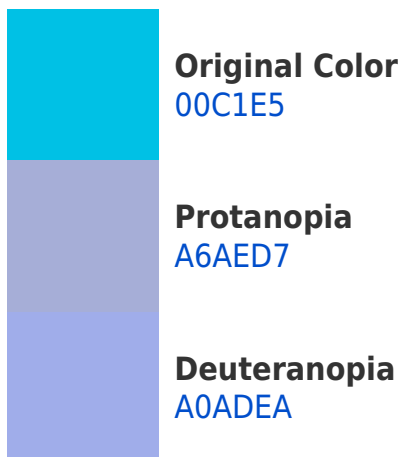 Original Color
00C1E5
Protanopia
A6AED7
Deuteranopia
A0ADEA